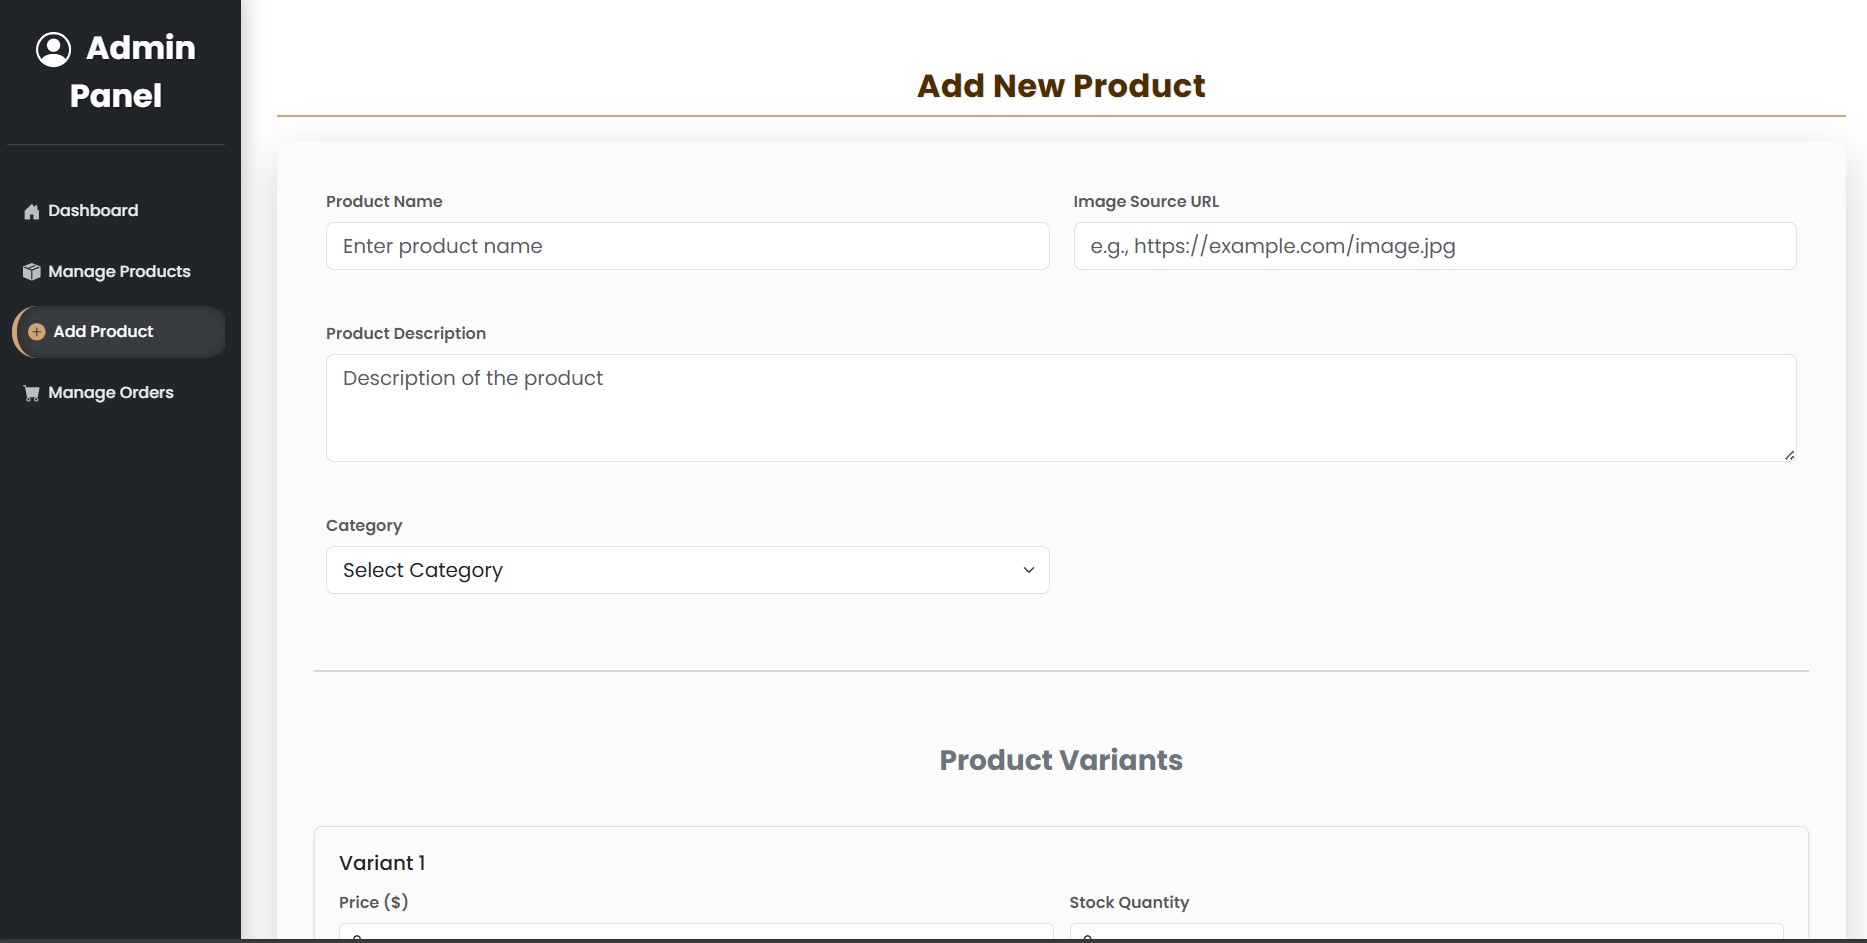 Admin
Panel
Dashboard
Manage Products
Add Product
Manage Orders
Add New Product
Product Name
Enter product name
Image Source URL
e.g., https://example.com/image.jpg
Product Description
Description of the product
Category
Select Category
Product Variants
Variant 1
Price ($)
Stock Quantity